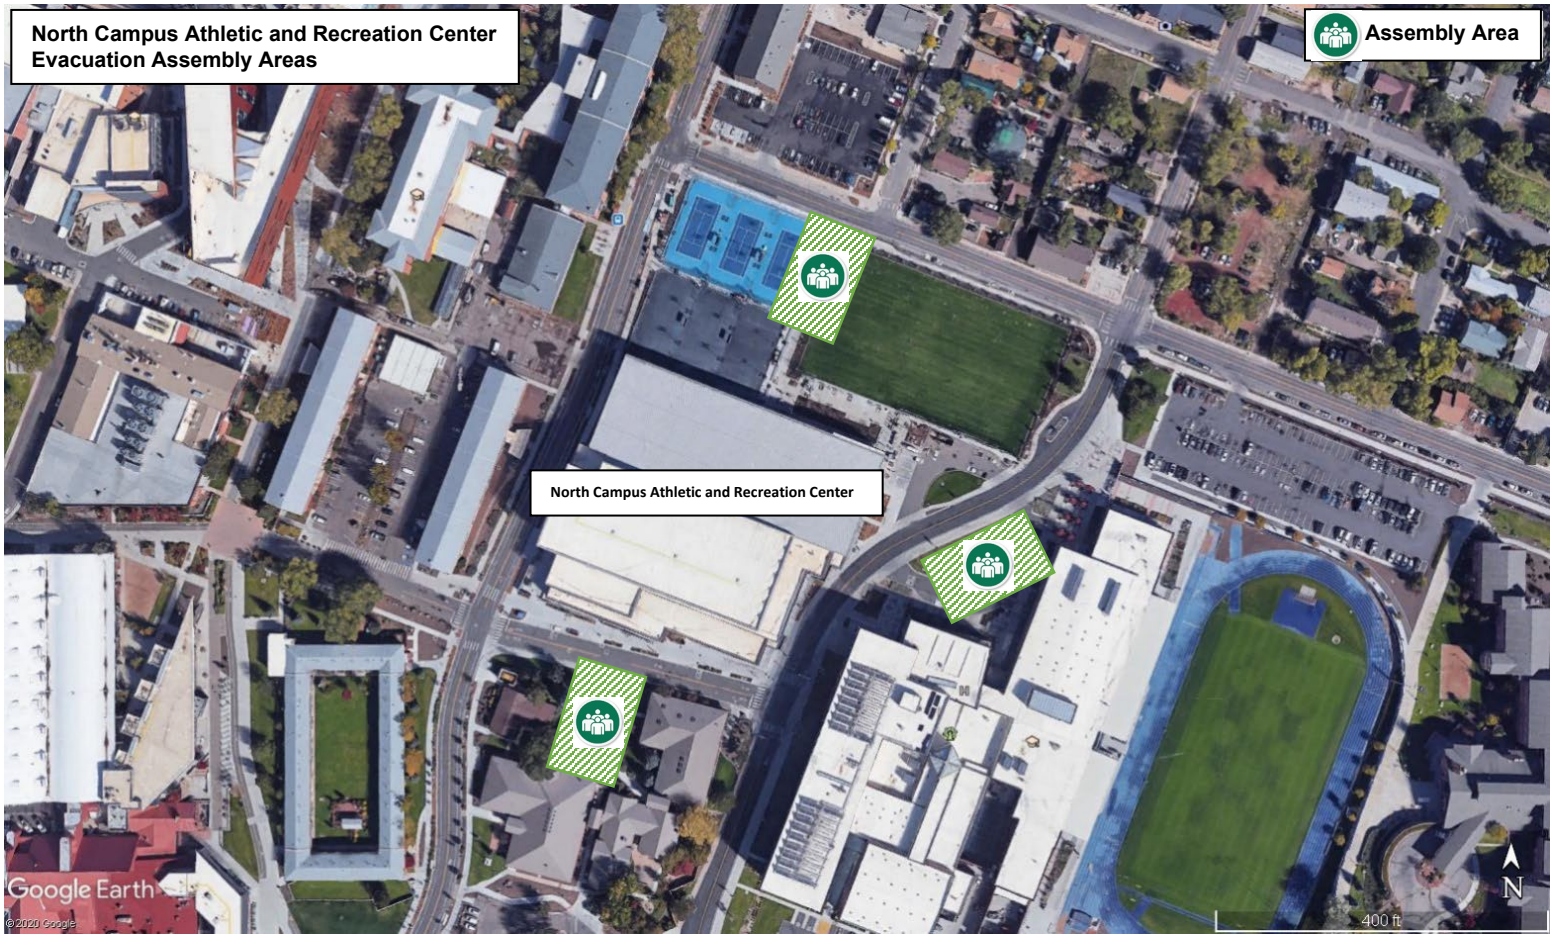 North Campus Athletic and Recreation Center
Evacuation Assembly Areas
Assembly Area
North Campus Athletic and Recreation Center
H
Google Earth
©2020 Google
N
400 ft